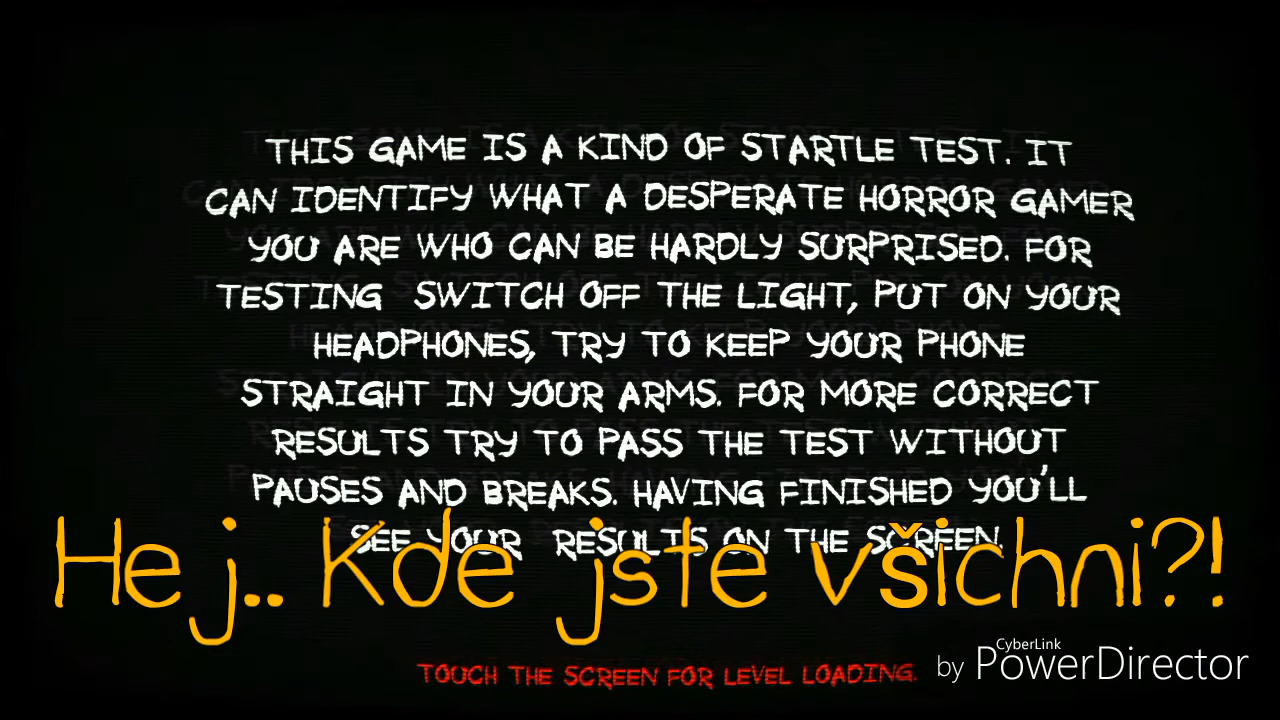 THIS GAME IS A KIND OF STARTLE TEST. IT
CAN IDENTIFY WHAT A DESPERATE HORROR GAMER
YOU ARE WHO CAN BE HARDLY SURPRISED. FOR
TESTING SWITCH OFF THE LIGHT, PUT ON YOUR
HEADPHONES, TRY TO KEEP YOUR PHONE
STRAIGHT IN YOUR ARMS. FOR MORE CORRECT
RESULTS TRY TO PASS THE TEST WITHOUT
PAUSES AND BREAKS. HAVING FINISHED YOU'LL
SEE YOUR RESULTS ON THE SCREEN.
Hej.. Kde jste všichni?!
TOUCH THE SCREEN FOR LEVEL LOADING.
CyberLink
by PowerDirector